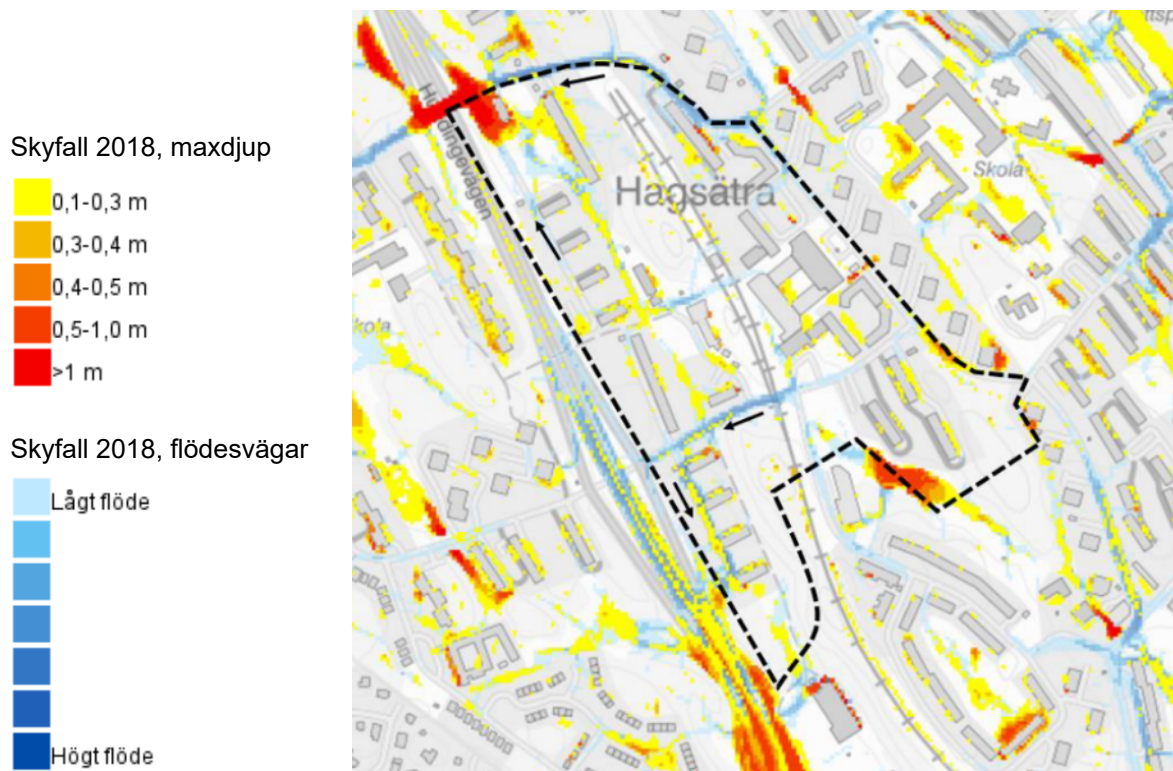 Skyfall 2018, maxdjup
0,1-0,3 m
0,3-0,4 m
0,4-0,5 m
0,5-1,0 m
>1 m
Skyfall 2018, flödesvägar
Lågt flöde
Högt flöde
Hagsätra
Skola
kola